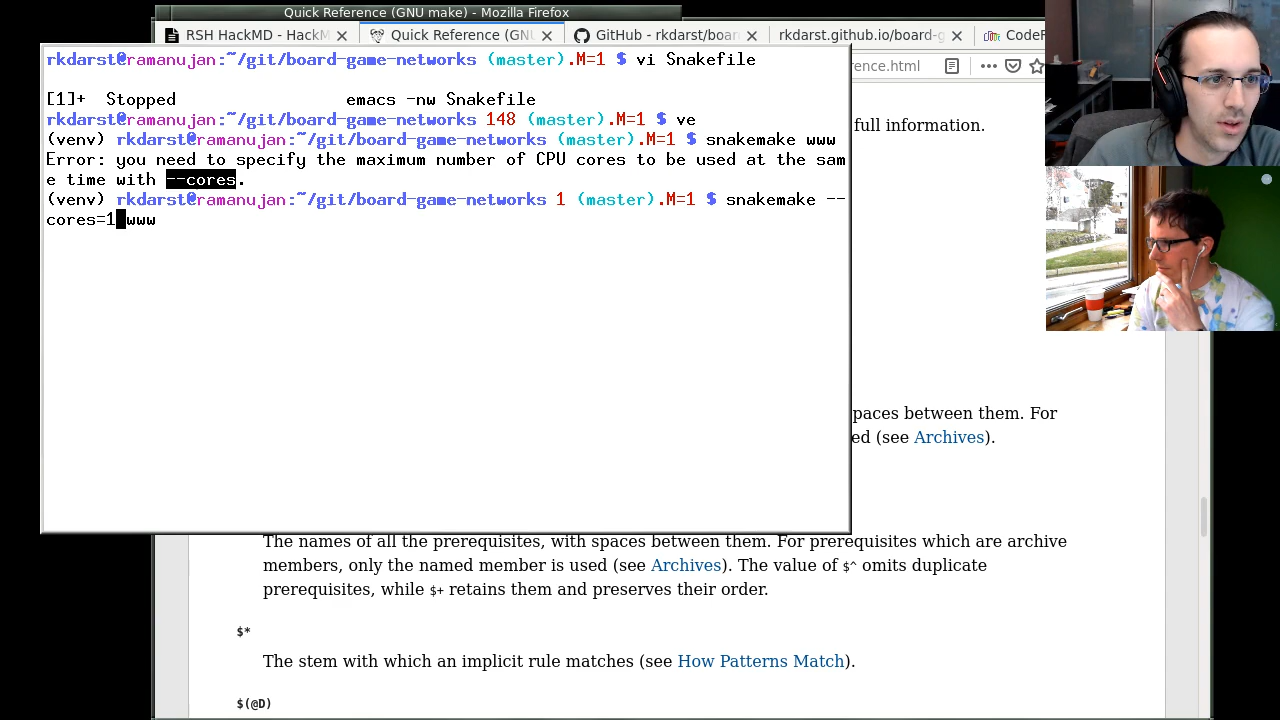 Quick Reference (GNU make) - Mozilla Firefox
RSH HackMD - HackM
Quick Reference (GNU
GitHub - rkdarst/boar
rkdarst.github.io/board-g
CodeF
rence.html
rkdarst@ramanujan:~/git/board-game-networks (master).M=1 $ vi Snakefile
[1]+  Stopped                 emacs -nw Snakefile
rkdarst@ramanujan:~/git/board-game-networks 148 (master).M=1 $ ve
(venv) rkdarst@ramanujan:~/git/board-game-networks (master).M=1 $ snakemake www
Error: you need to specify the maximum number of CPU cores to be used at the sam
e time with --cores.
(venv) rkdarst@ramanujan:~/git/board-game-networks 1 (master).M=1 $ snakemake --
cores=1 www
full information.
paces between them. For
ed (see Archives).
The names of all the prerequisites, with spaces between them. For prerequisites which are archive
members, only the named member is used (see Archives). The value of $^ omits duplicate
prerequisites, while $+ retains them and preserves their order.
$*
The stem with which an implicit rule matches (see How Patterns Match).
$(@D)